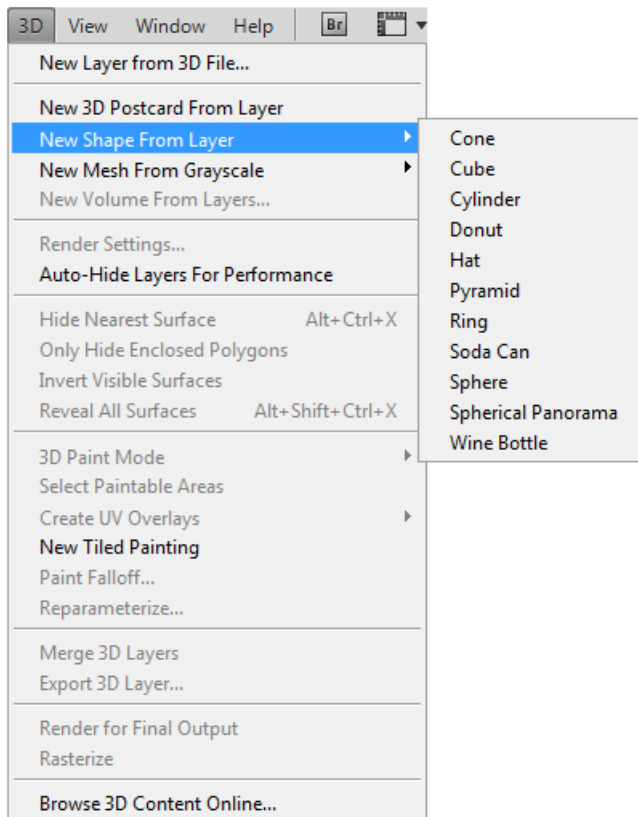 3D View Window Help Br
New Layer from 3D File...
New 3D Postcard From Layer
New Shape From Layer
New Mesh From Grayscale
New Volume From Layers...
Render Settings...
Auto-Hide Layers For Performance
Hide Nearest Surface Alt+Ctrl+X
Only Hide Enclosed Polygons
Invert Visible Surfaces
Reveal All Surfaces Alt+Shift+Ctrl+X
3D Paint Mode
Select Paintable Areas
Create UV Overlays
New Tiled Painting
Paint Falloff...
Reparameterize...
Merge 3D Layers
Export 3D Layer...
Render for Final Output
Rasterize
Browse 3D Content Online...
Cone
Cube
Cylinder
Donut
Hat
Pyramid
Ring
Soda Can
Sphere
Spherical Panorama
Wine Bottle